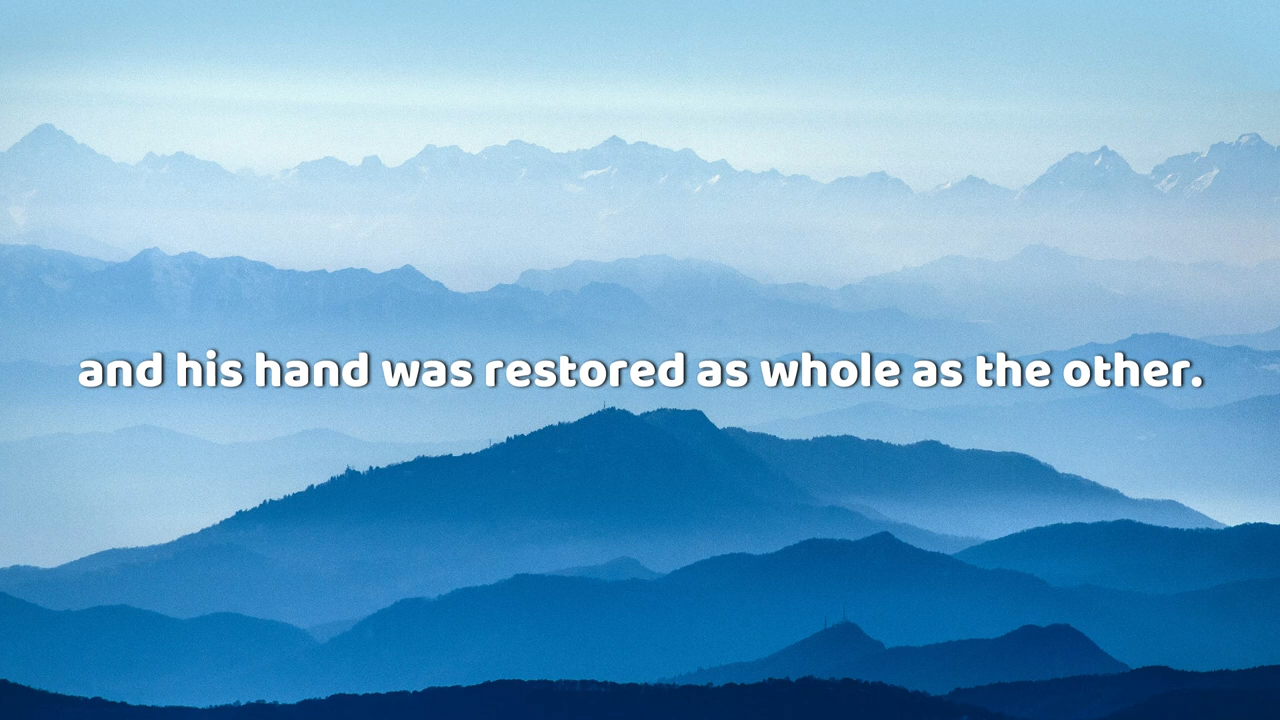 and his hand was restored as whole as the other.